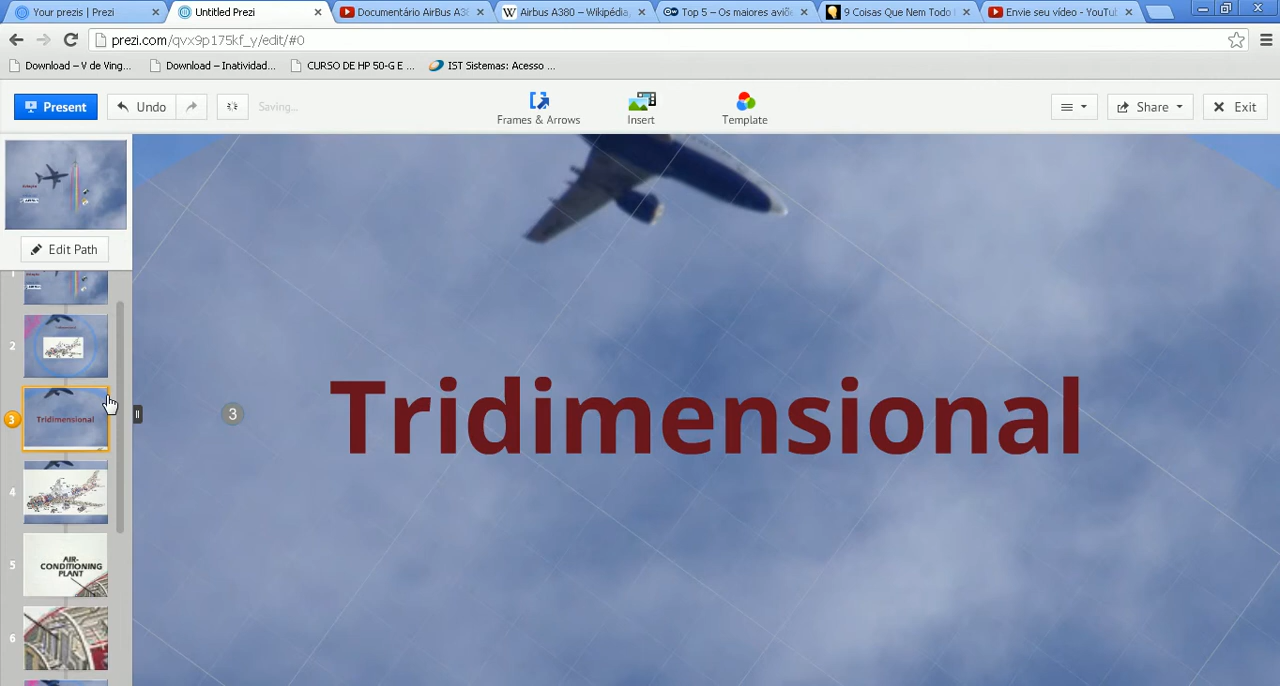 Your prezis | Prezi
Untitled Prezi
Documentário AirBus A38
Airbus A380 – Wikipédia,
Top 5 – Os maiores aviõe
9 Coisas Que Nem Todo
Envie seu vídeo - YouTu
prezi.com/qvx9p175kf_y/edit/#0
Download – V de Ving...
Download – Inatividad...
CURSO DE HP 50-G E ...
IST Sistemas: Acesso ...
Present
Undo
Saving...
Frames & Arrows
Insert
Template
Share
Exit
Edit Path
1
2
3
Tridimensional
4
5
AIR-
CONDITIONING
PLANT
6
3
Tridimensional